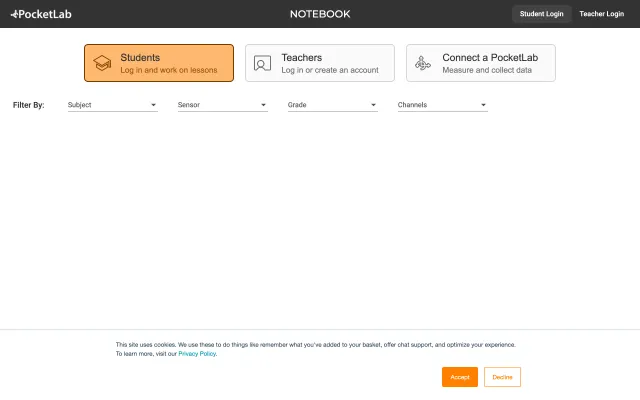 PocketLab
NOTEBOOK
Student Login
Teacher Login
Students
Log in and work on lessons
Teachers
Log in or create an account
Connect a PocketLab
Measure and collect data
Filter By:
Subject
Sensor
Grade
Channels
This site uses cookies. We use these to do things like remember what you've added to your basket, offer chat support, and optimize your experience.
To learn more, visit our Privacy Policy.
Accept
Decline